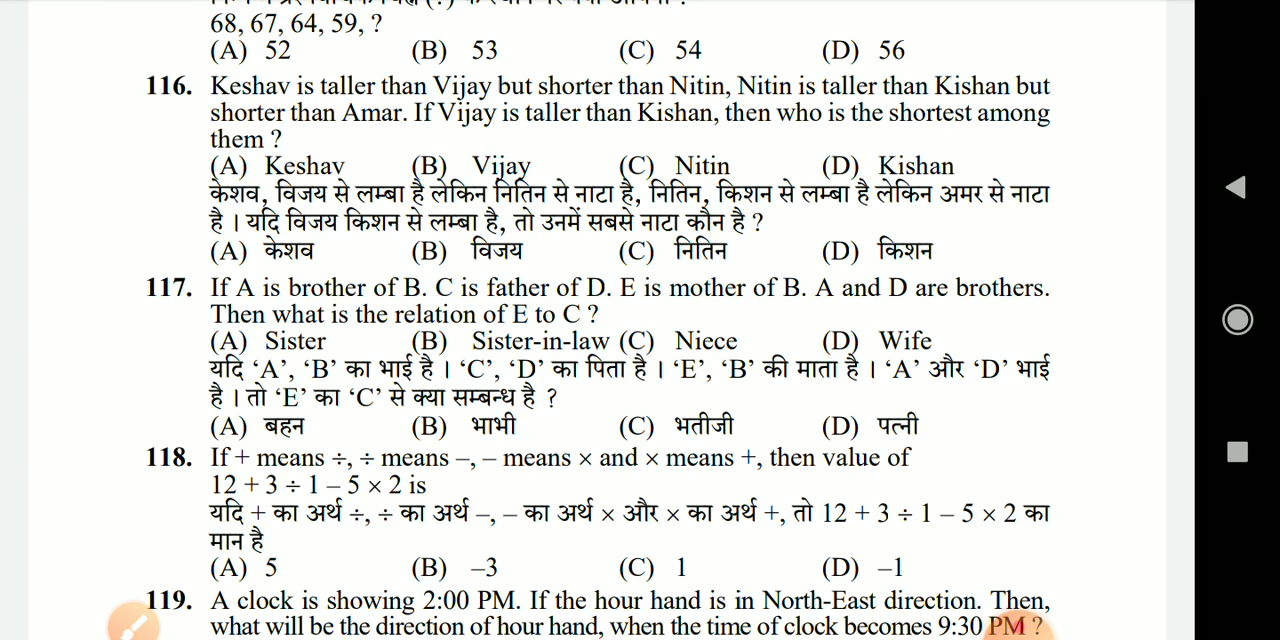 68, 67, 64, 59, ?
(A) 52 (B) 53 (C) 54 (D) 56
116. Keshav is taller than Vijay but shorter than Nitin, Nitin is taller than Kishan but
shorter than Amar. If Vijay is taller than Kishan, then who is the shortest among
them ?
(A) Keshav (B) Vijay (C) Nitin (D) Kishan
केशव, विजय से लम्बा है लेकिन नितिन से नाटा है, नितिन, किशन से लम्बा है लेकिन अमर से नाटा
है । यदि विजय किशन से लम्बा है, तो उनमें सबसे नाटा कौन है ?
(A) केशव (B) विजय (C) नितिन (D) किशन
117. If A is brother of B. C is father of D. E is mother of B. A and D are brothers.
Then what is the relation of E to C ?
(A) Sister (B) Sister-in-law (C) Niece (D) Wife
यदि ‘A’, ‘B’ का भाई है । ‘C’, ‘D’ का पिता है । ‘E’, ‘B’ की माता है । ‘A’ और ‘D’ भाई
है । तो ‘E’ का ‘C’ से क्या सम्बन्ध है ?
(A) बहन (B) भाभी (C) भतीजी (D) पत्नी
118. If + means ÷, ÷ means –, – means × and × means +, then value of
12 + 3 ÷ 1 – 5 × 2 is
यदि + का अर्थ ÷, ÷ का अर्थ –, – का अर्थ × और × का अर्थ +, तो 12 + 3 ÷ 1 – 5 × 2 का
मान है
(A) 5 (B) –3 (C) 1 (D) –1
119. A clock is showing 2:00 PM. If the hour hand is in North-East direction. Then,
what will be the direction of hour hand, when the time of clock becomes 9:30 PM ?